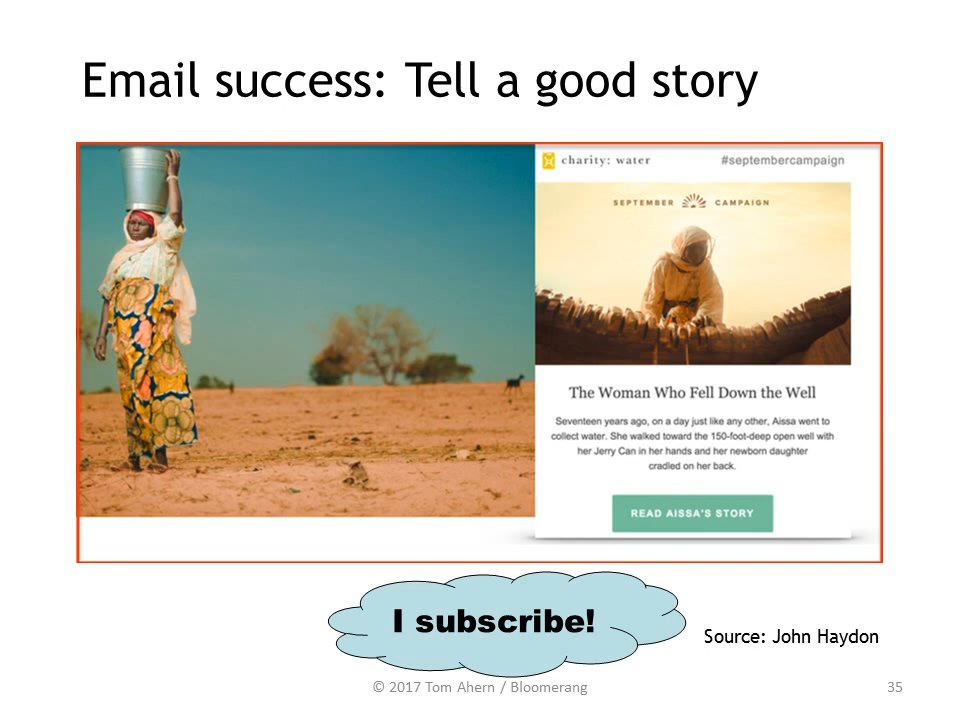 Email success: Tell a good story
charity: water
#septembercampaign
SEPTEMBER CAMPAIGN
The Woman Who Fell Down the Well
Seventeen years ago, on a day just like any other, Aissa went to
collect water. She walked toward the 150-foot-deep open well with
her Jerry Can in her hands and her newborn daughter
cradled on her back.
READ AISSA'S STORY
I subscribe!
Source: John Haydon
© 2017 Tom Ahern / Bloomerang
35